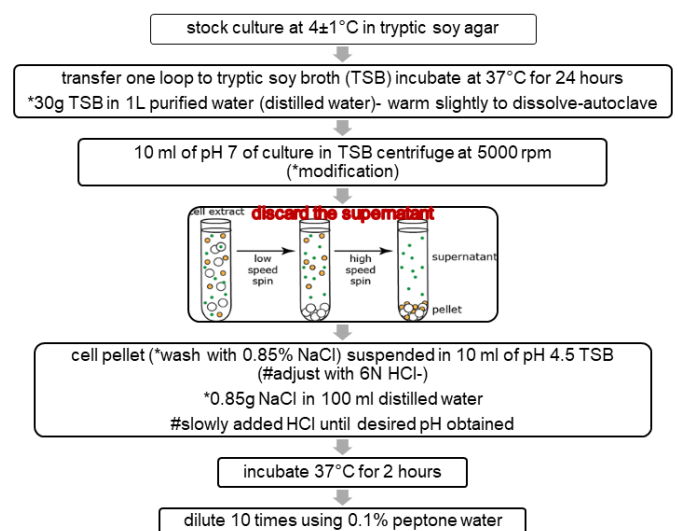 stock culture at 4±1°C in tryptic soy agar
transfer one loop to tryptic soy broth (TSB) incubate at 37°C for 24 hours
*30g TSB in 1L purified water (distilled water)- warm slightly to dissolve-autoclave
10 ml of pH 7 of culture in TSB centrifuge at 5000 rpm
(*modification)
cell extract
discard the supernatant
low
speed
spin
high
speed
spin
supernatant
pellet
cell pellet (*wash with 0.85% NaCl) suspended in 10 ml of pH 4.5 TSB
(#adjust with 6N HCl-)
*0.85g NaCl in 100 ml distilled water
#slowly added HCl until desired pH obtained
incubate 37°C for 2 hours
dilute 10 times using 0.1% peptone water